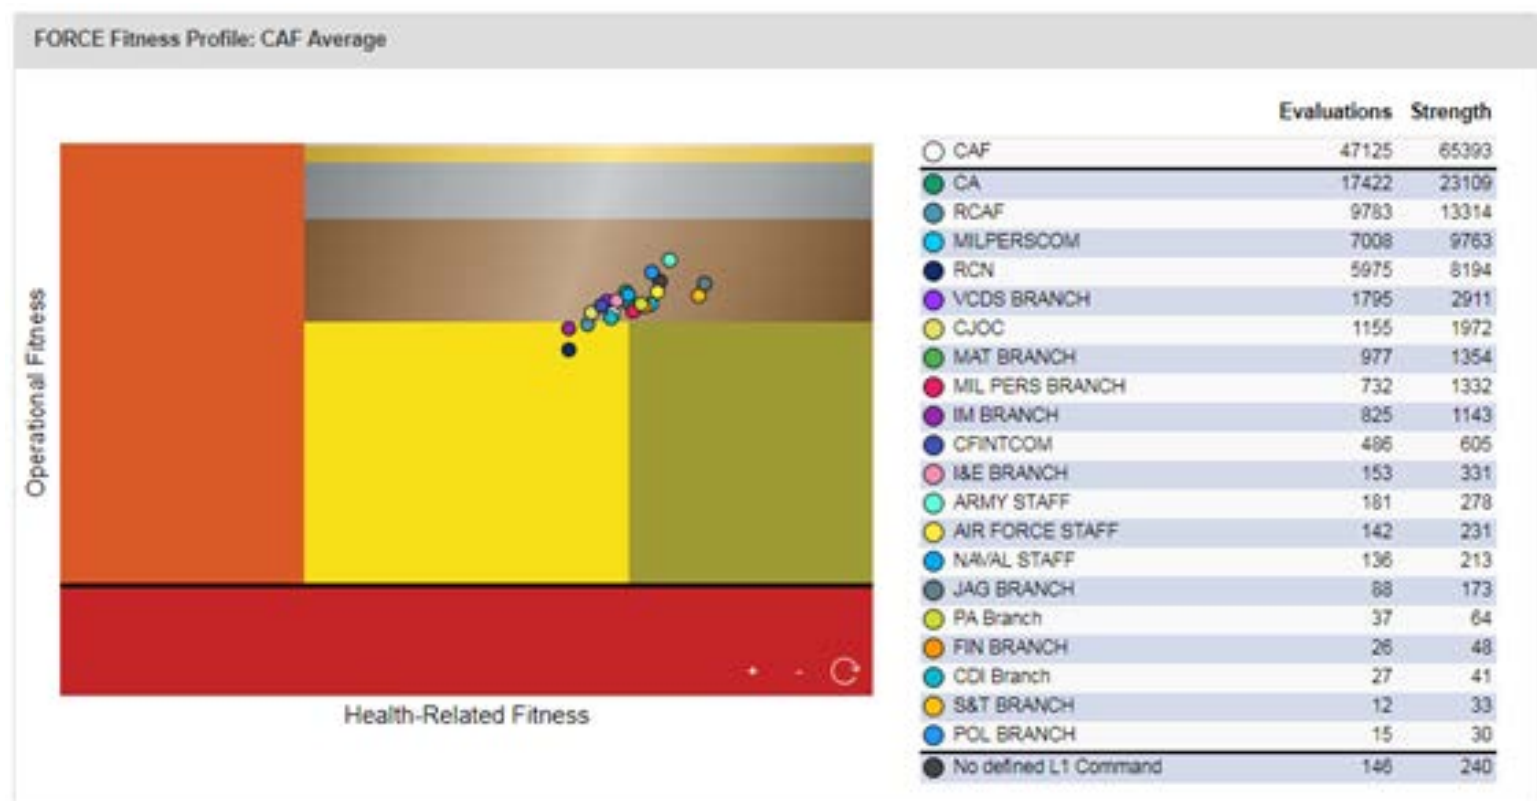 FORCE Fitness Profile: CAF Average
Evaluations Strength
CAF 47125 65393
CA 17422 23109
RCAF 9783 13314
MILPERSCOM 7008 9763
RCN 5975 8194
VCDS BRANCH 1795 2911
CJOC 1155 1972
MAT BRANCH 977 1354
MIL PERS BRANCH 732 1332
IM BRANCH 825 1143
CFINTCOM 486 605
I&E BRANCH 153 331
ARMY STAFF 181 278
AIR FORCE STAFF 142 231
NAVAL STAFF 136 213
JAG BRANCH 88 173
PA Branch 37 64
FIN BRANCH 26 48
CDI Branch 27 41
S&T BRANCH 12 33
POL BRANCH 15 30
No defined L1 Command 146 240
Operational Fitness
Health-Related Fitness
+ -